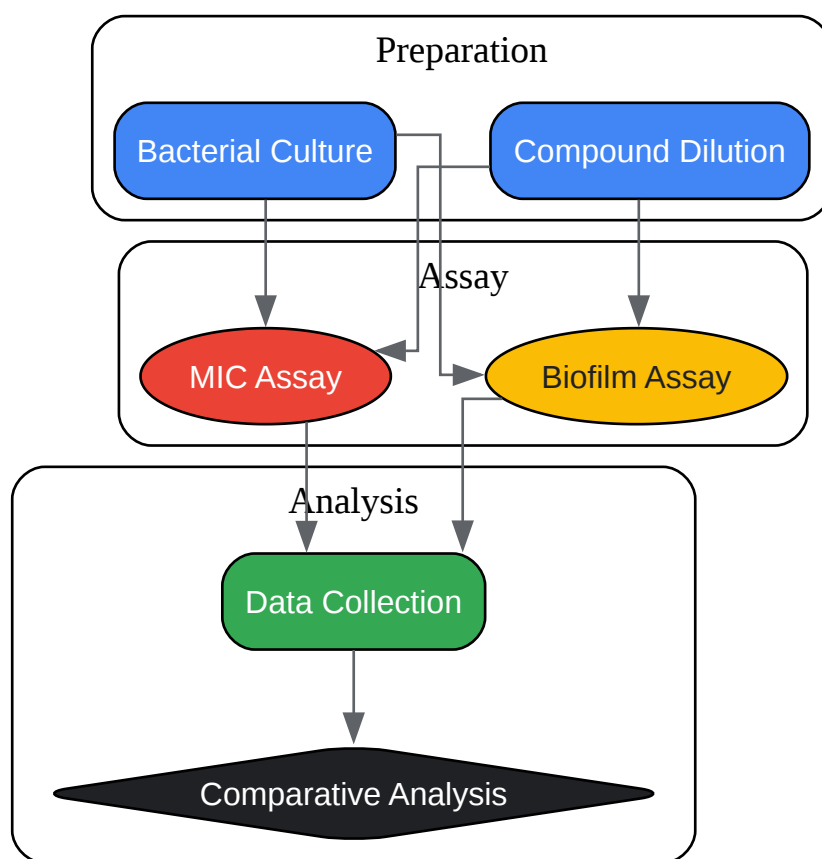 Preparation
Bacterial Culture
Compound Dilution
Assay
MIC Assay
Biofilm Assay
Analysis
Data Collection
Comparative Analysis